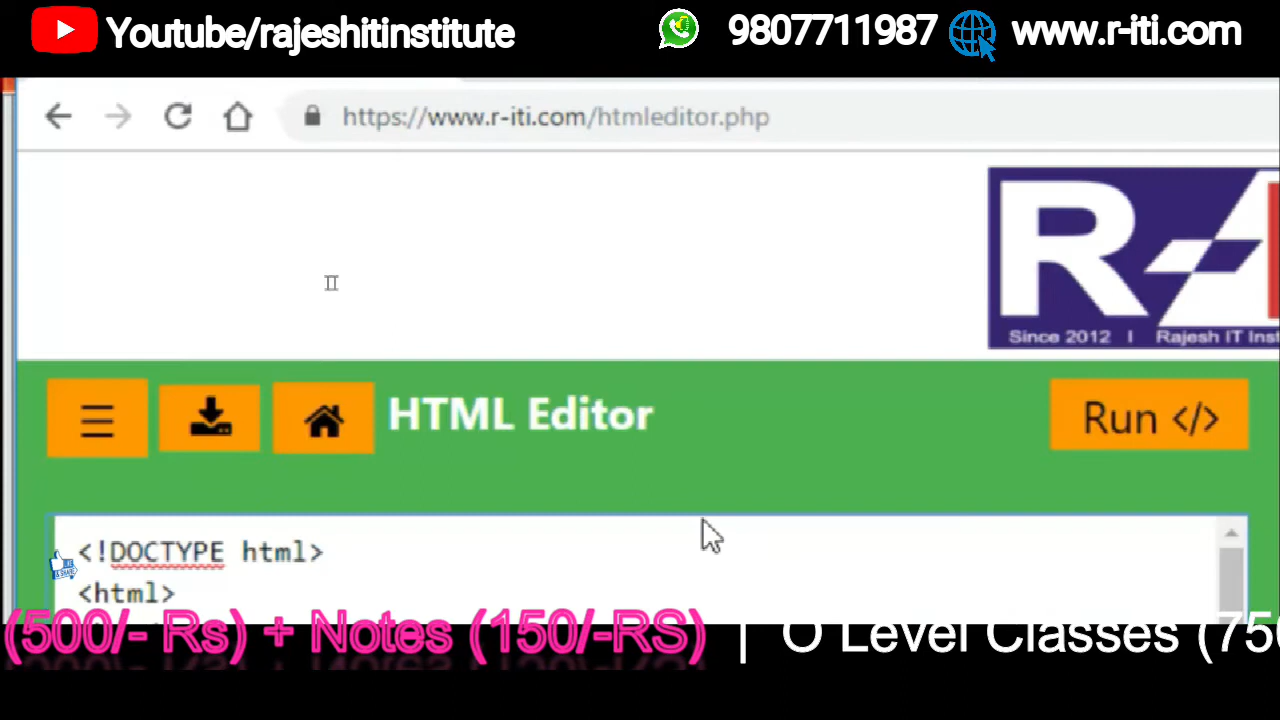 Youtube/rajeshitinstitute 9807711987 www.r-iti.com
https://www.r-iti.com/htmleditor.php
R-
Since 2012 I Rajesh IT Inst
HTML Editor Run </>
<!DOCTYPE html>
<html>
(500/- Rs) + Notes (150/-RS) | O Level Classes (750